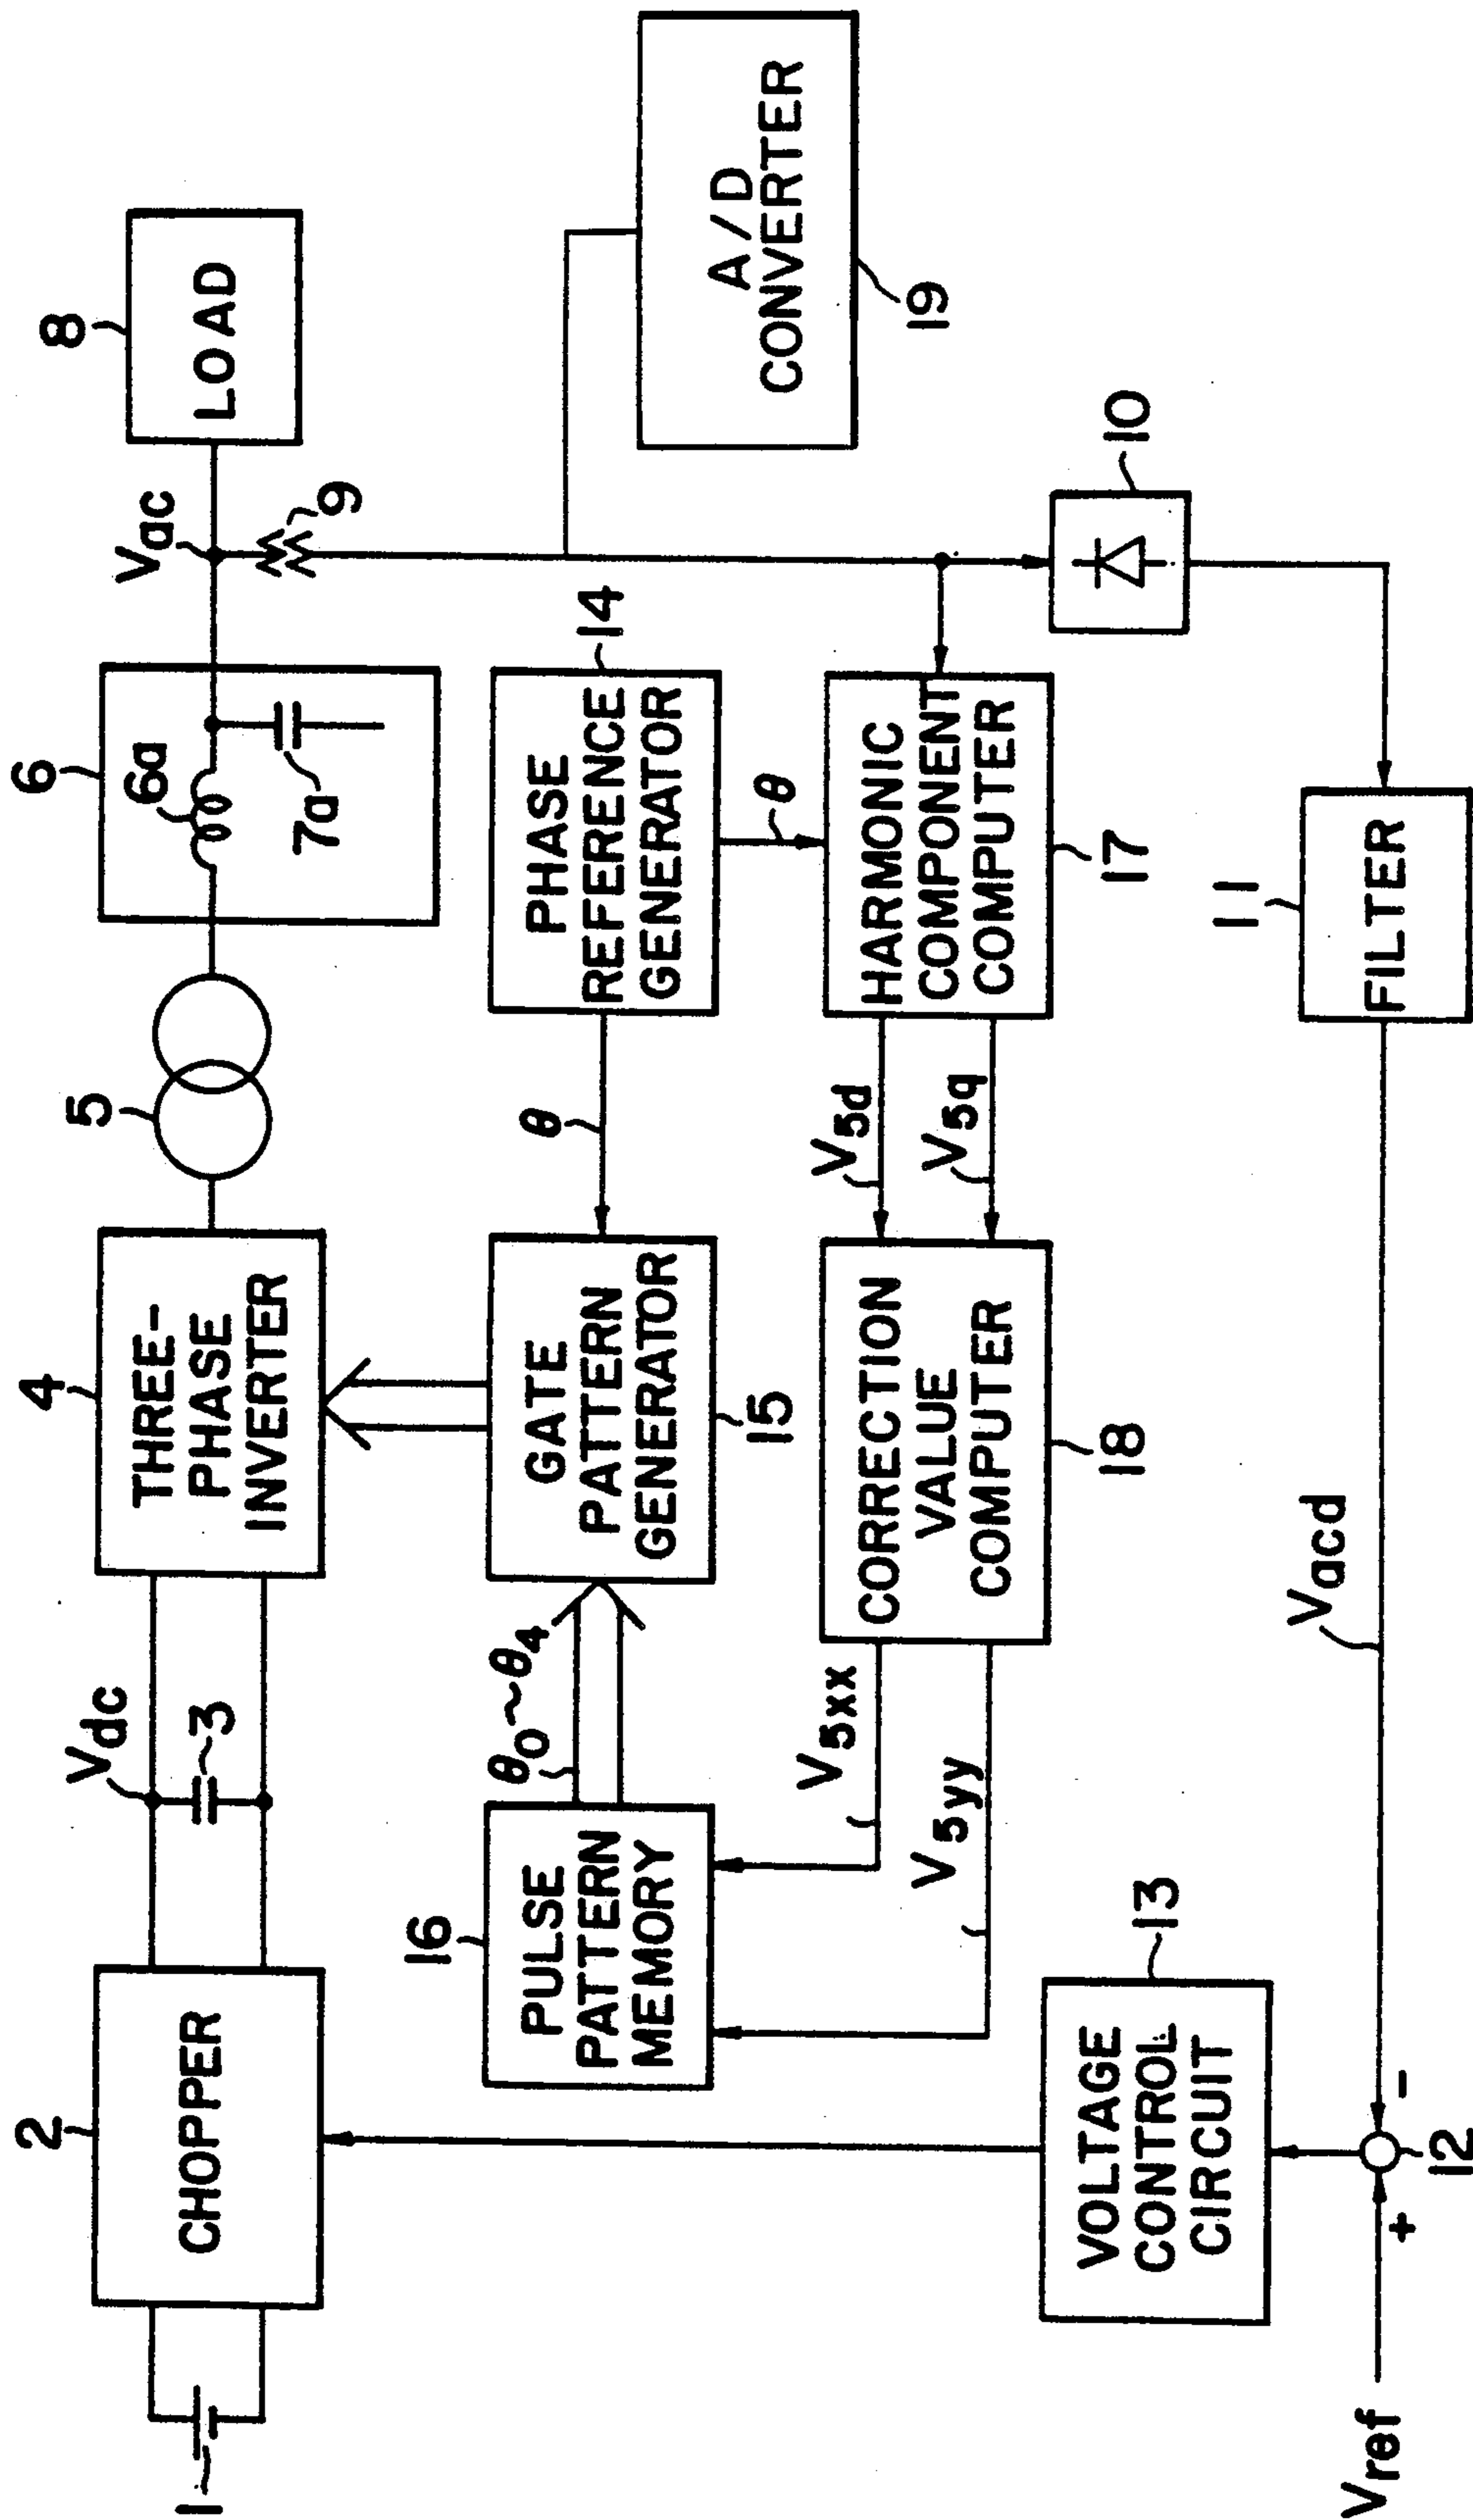 1
2
CHOPPER
Vdc
3
4
THREE-
PHASE
INVERTER
5
6
6a
7a
Vac
9
8
LOAD
16
PULSE
PATTERN
MEMORY
θ0~θ4
GATE
PATTERN
GENERATOR
15
θ
PHASE
REFERENCE
GENERATOR
14
θ
A/D
CONVERTER
19
V5xx
V5yy
CORRECTION
VALUE
COMPUTER
18
V5d
V5q
HARMONIC
COMPONENT
COMPUTER
17
10
VOLTAGE
CONTROL
CIRCUIT
13
Vref
+
-
12
Vacd
FILTER
11